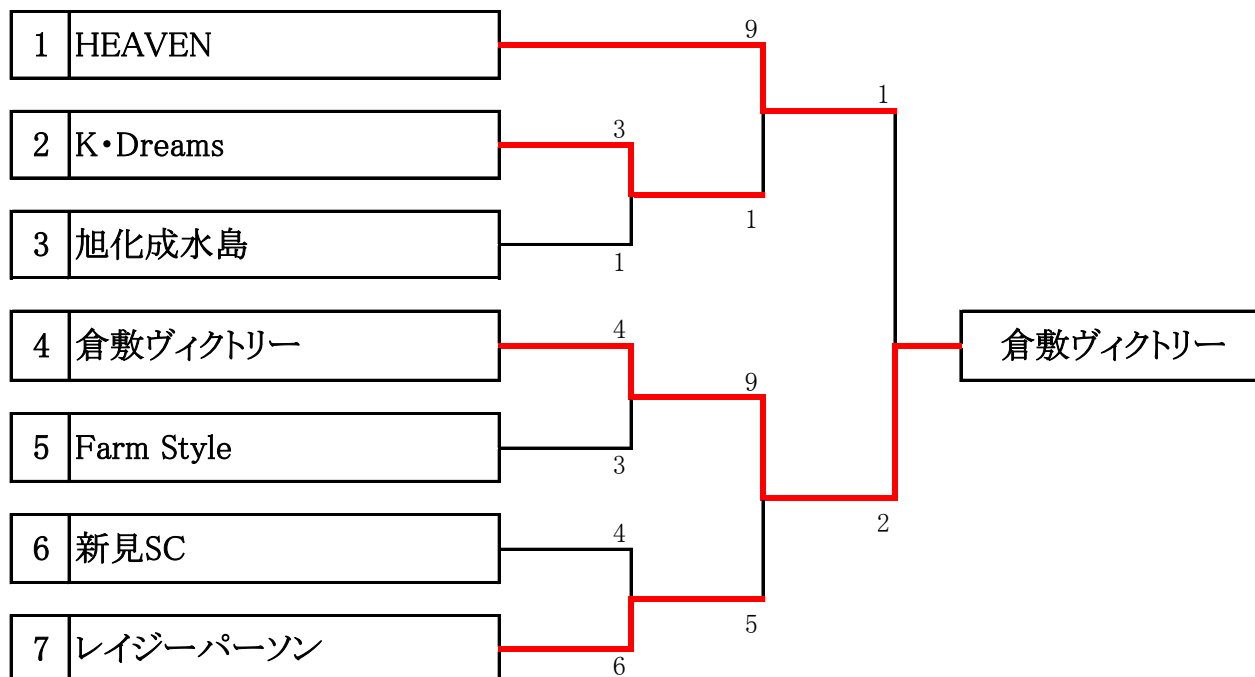 1 HEAVEN
9
1
2 K・Dreams
3
1
3 旭化成水島
1
4 倉敷ヴィクトリー
4
倉敷ヴィクトリー
9
5 Farm Style
3
2
6 新見SC
4
5
7 レイジーパーソン
6